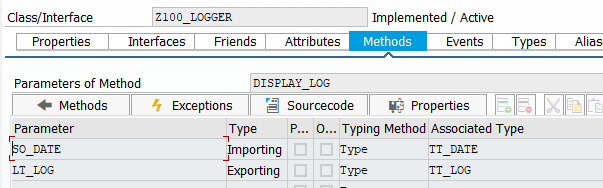 Class/Interface Z100_LOGGER Implemented / Active
Properties Interfaces Friends Attributes Methods Events Types Alias
Parameters of Method DISPLAY_LOG
Methods Exceptions Sourcecode Properties
Parameter Type P... O... Typing Method Associated Type
SO_DATE Importing Type TT_DATE
LT_LOG Exporting Type TT_LOG